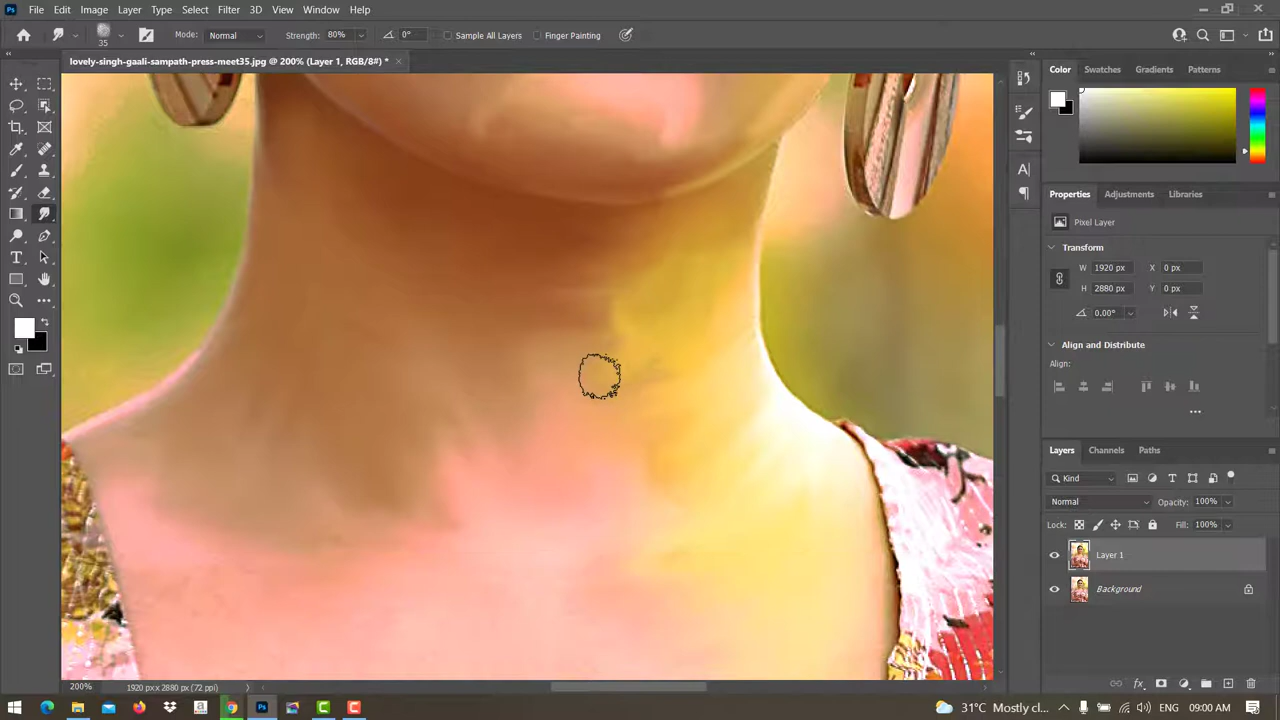 File Edit Image Layer Type Select Filter 3D View Window Help
35 Mode: Normal Strength: 80% 0° Sample All Layers Finger Painting
lovely-singh-gaali-sampath-press-meet35.jpg @ 200% (Layer 1, RGB/8#) *
Color Swatches Gradients Patterns
Properties Adjustments Libraries
Pixel Layer
Transform
W 1920 px X 0 px
H 2880 px Y 0 px
0.00°
Align and Distribute
Align:
Layers Channels Paths
Kind
Normal Opacity: 100%
Lock: Fill: 100%
Layer 1
Background
200% 1920 px x 2880 px (72 ppi)
31°C Mostly cl... ENG 09:00 AM